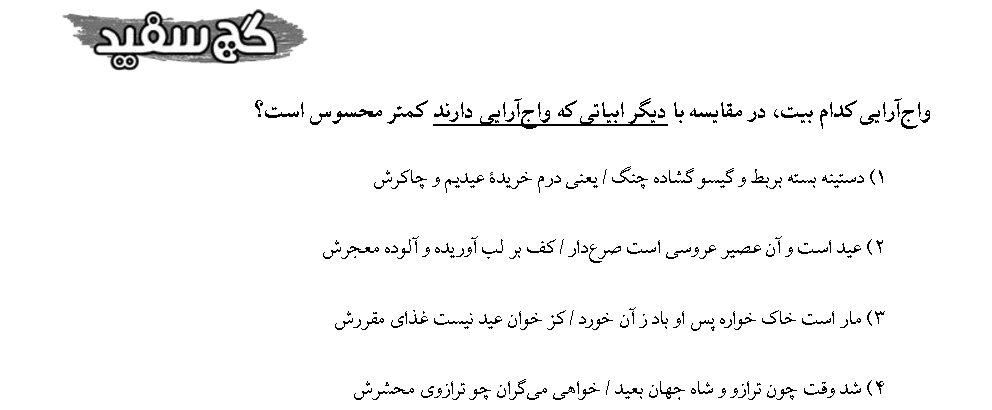 گچ سفید
واج‌آرایی کدام بیت، در مقایسه با دیگر ابیاتی که واج‌آرایی دارند کمتر محسوس است؟
۱) دستینه بسته بربط و گیسو گشاده چنگ / یعنی درم خریدهٔ عیدیم و چاکرش
۲) عید است و آن عصیر عروسی است صرع‌دار / کف بر لب آوریده و آلوده معجرش
۳) مار است خاک خواره پس او باد ز آن خورد / کز خوان عید نیست غذای مقررش
۴) شد وقت چون ترازو و شاه جهان بعید / خواهی می‌گران چو ترازوی محشرش